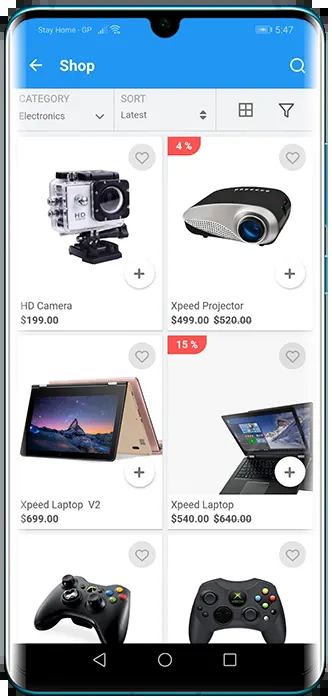 Stay Home - GP 5:47
Shop
CATEGORY SORT
Electronics Latest
4 %
HD
HD Camera Xpeed Projector
$199.00 $499.00 $520.00
15 %
Xpeed Laptop V2 Xpeed Laptop
$699.00 $540.00 $640.00